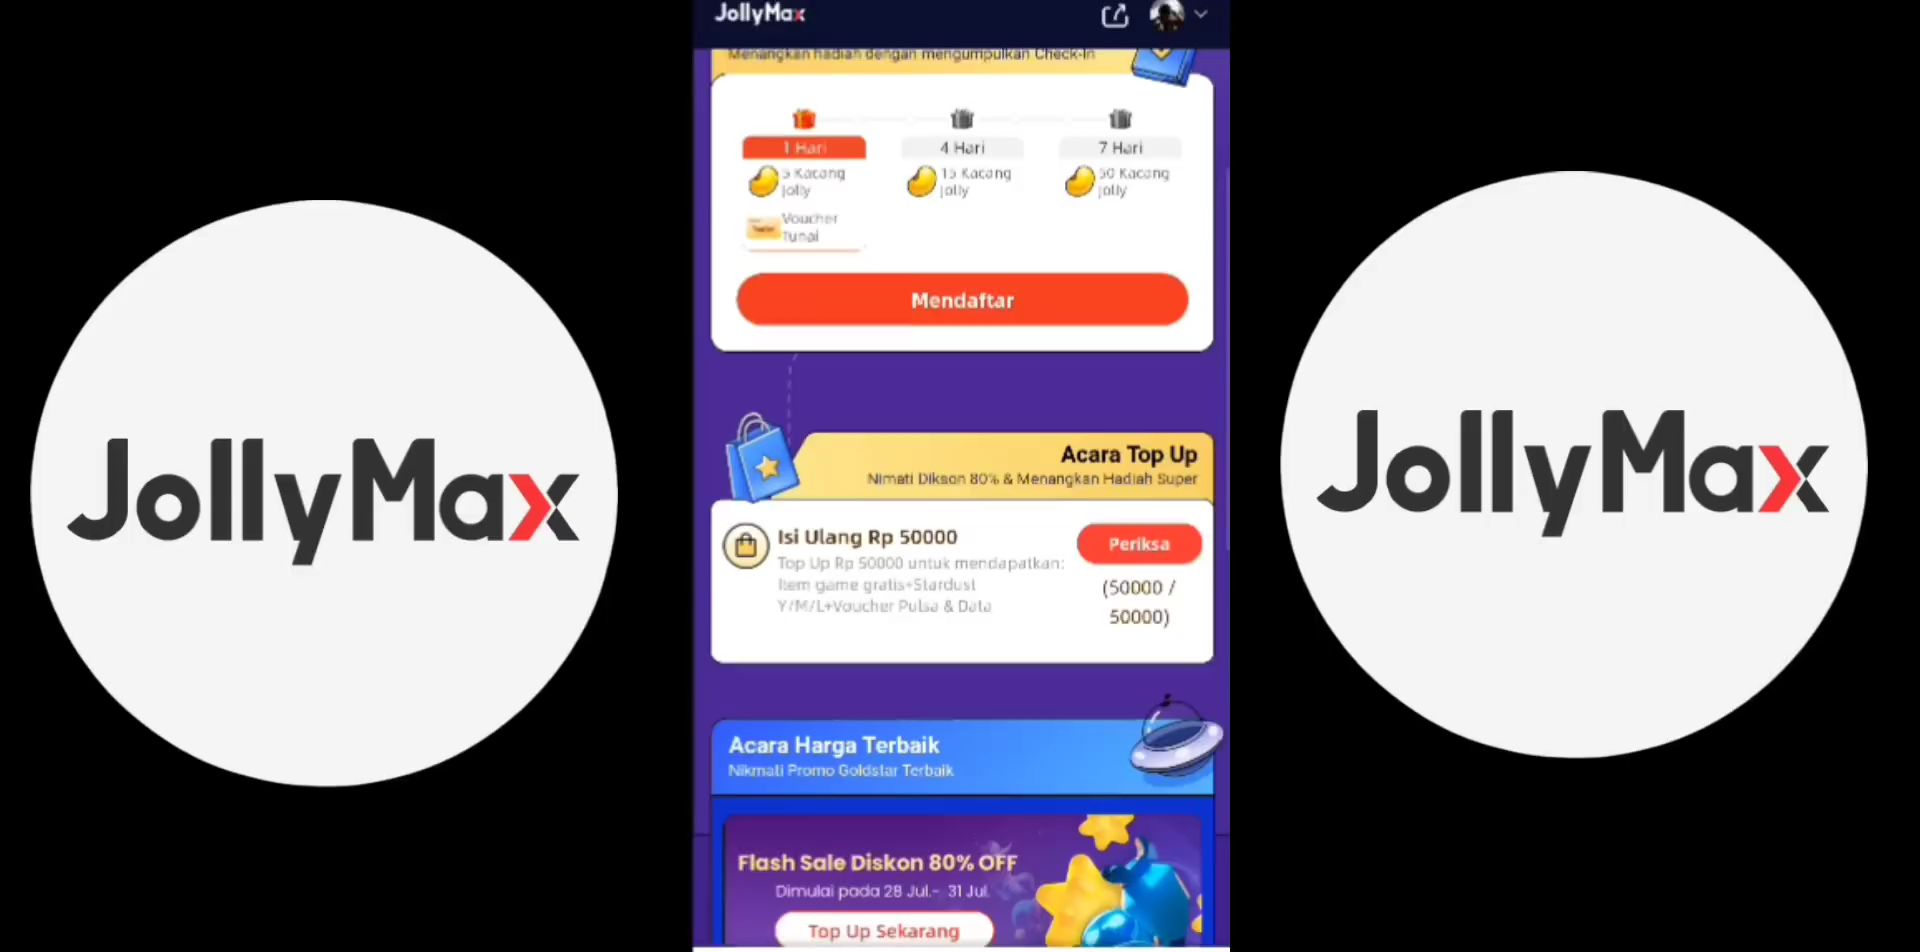 JollyMax
Menangkan hadiah dengan mengumpulkan Check-In
1 Hari
4 Hari
7 Hari
5 Kacang
Jolly
15 Kacang
Jolly
50 Kacang
Jolly
Voucher
Tunai
Mendaftar
Acara Top Up
Nimati Dikson 80% & Menangkan Hadiah Super
Isi Ulang Rp 50000
Periksa
Top Up Rp 50000 untuk mendapatkan:
Item game gratis+Stardust
Y/M/L+Voucher Pulsa & Data
(50000 /
50000)
Acara Harga Terbaik
Nikmati Promo Goldstar Terbaik
Flash Sale Diskon 80% OFF
Dimulai pada 28 Jul.- 31 Jul.
Top Up Sekarang
JollyMax
JollyMax